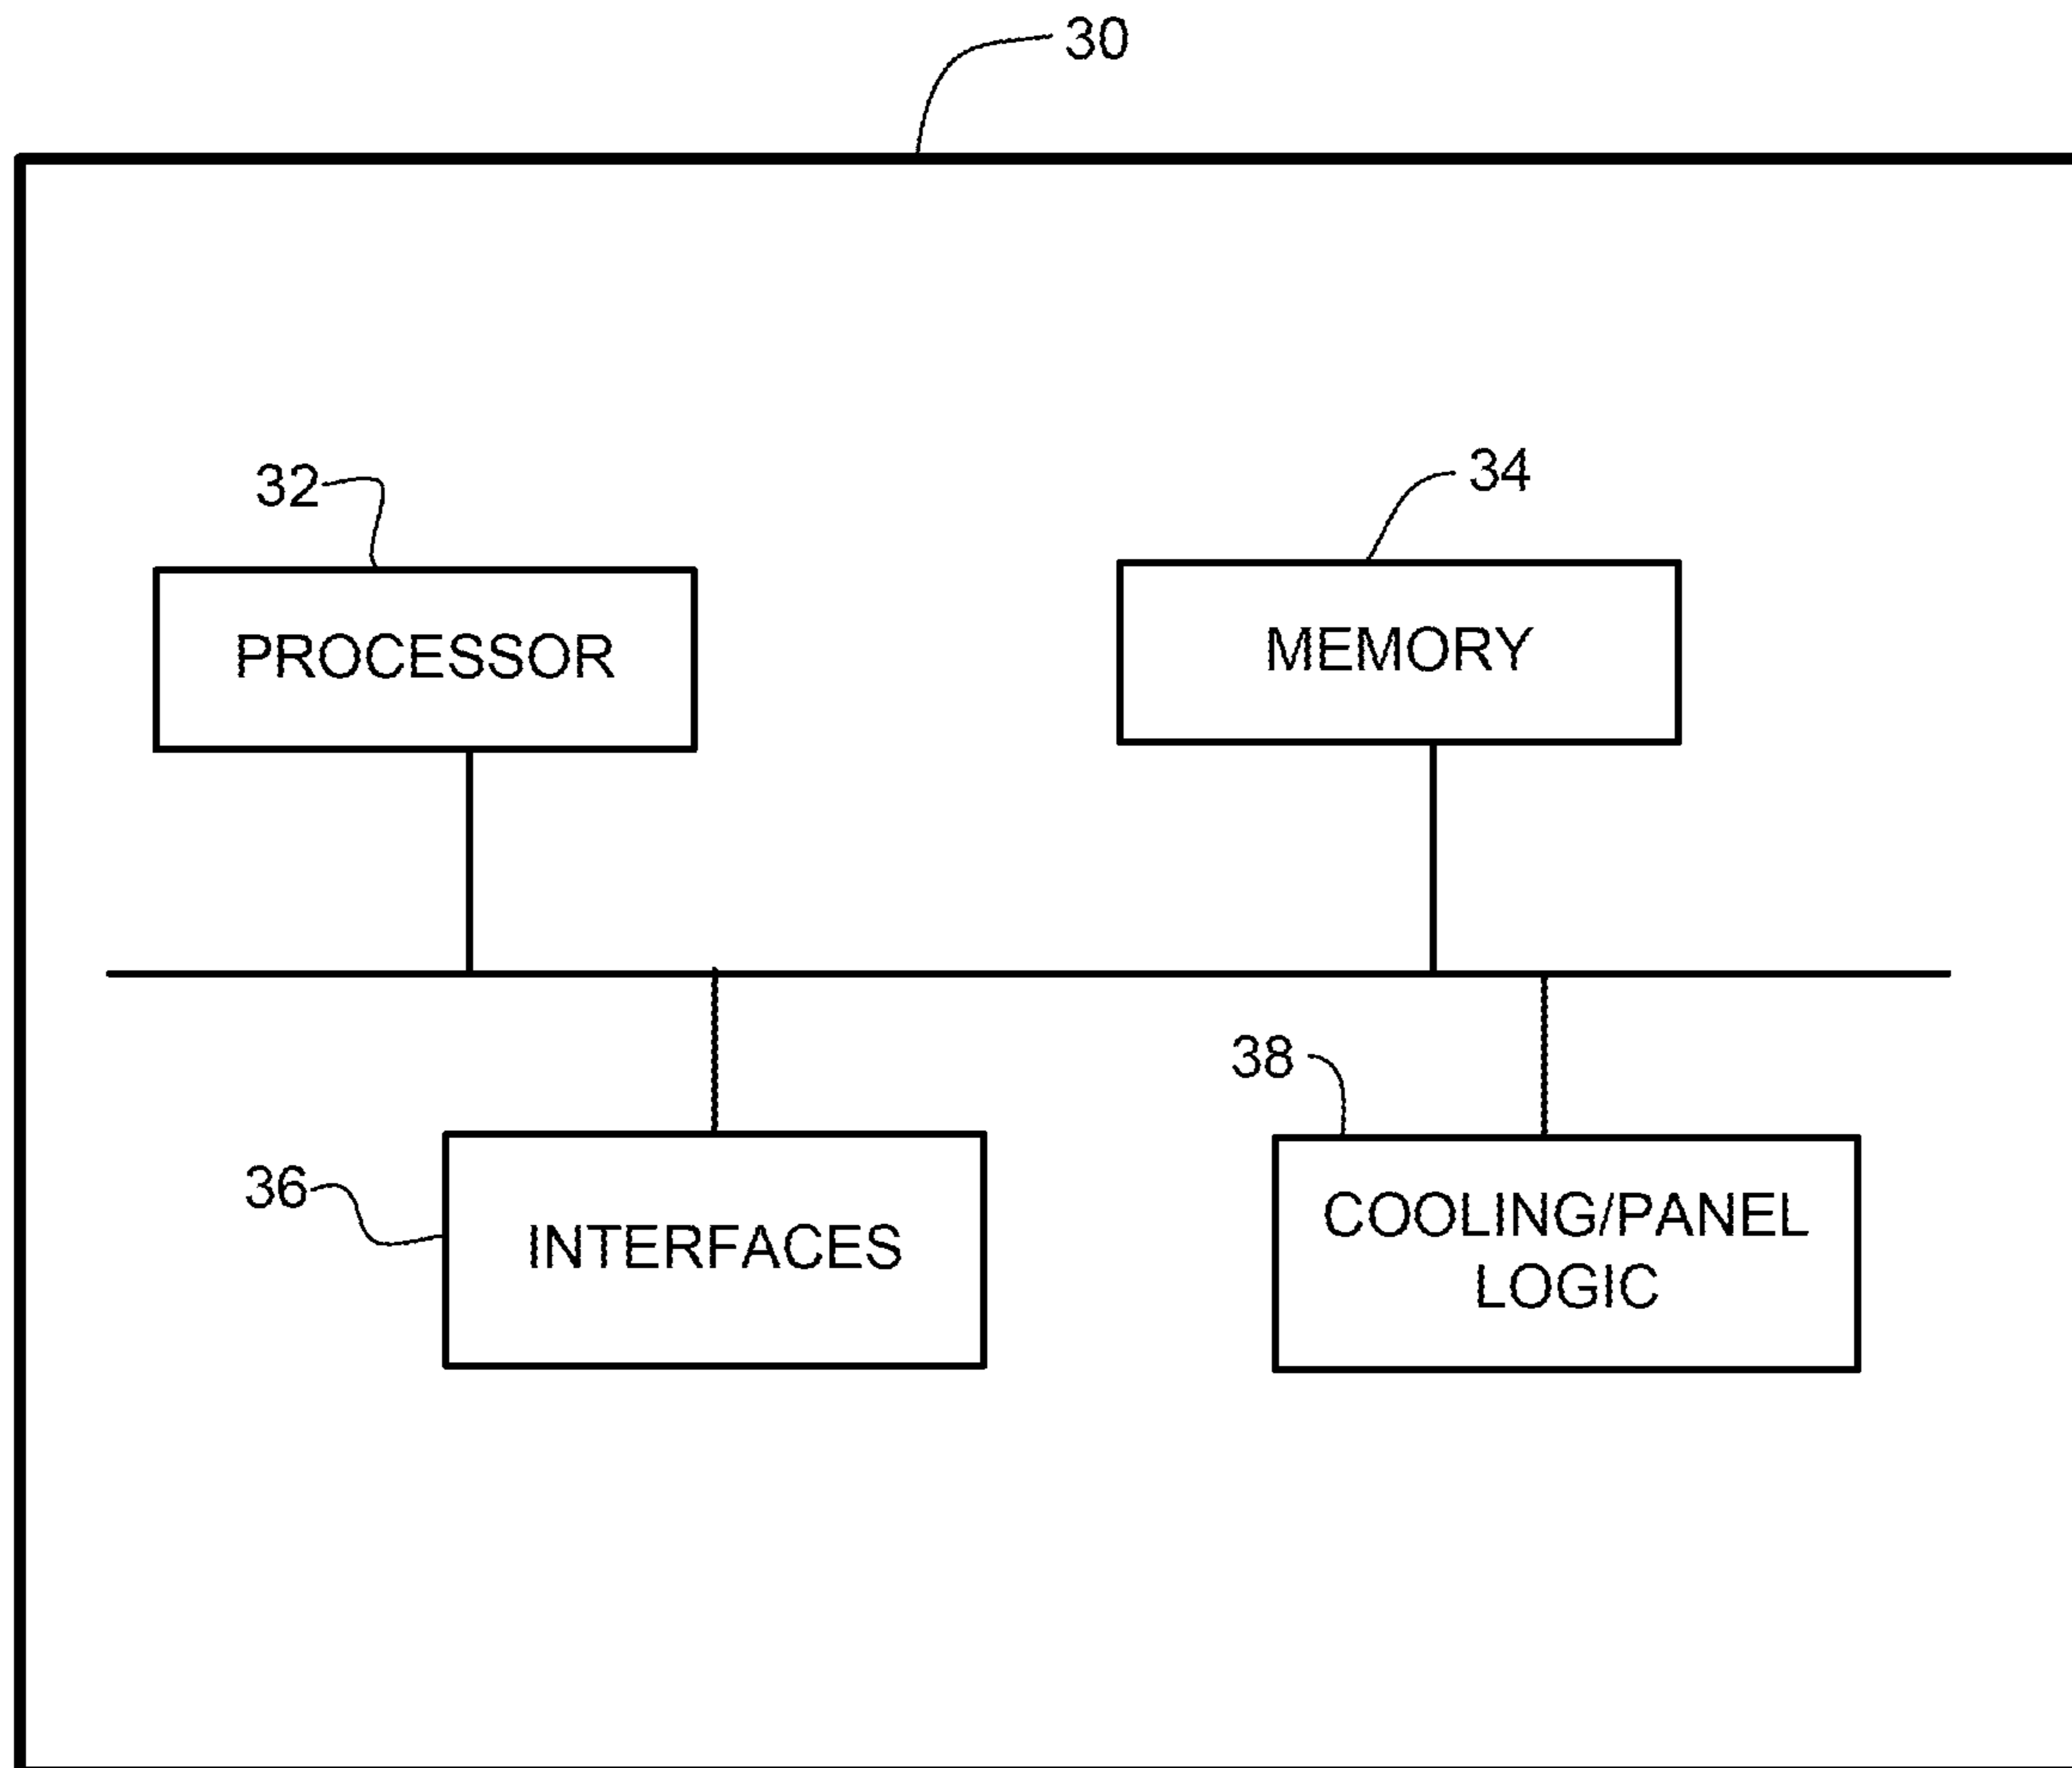 30
32
34
PROCESSOR
MEMORY
38
36
INTERFACES
COOLING/PANEL
LOGIC